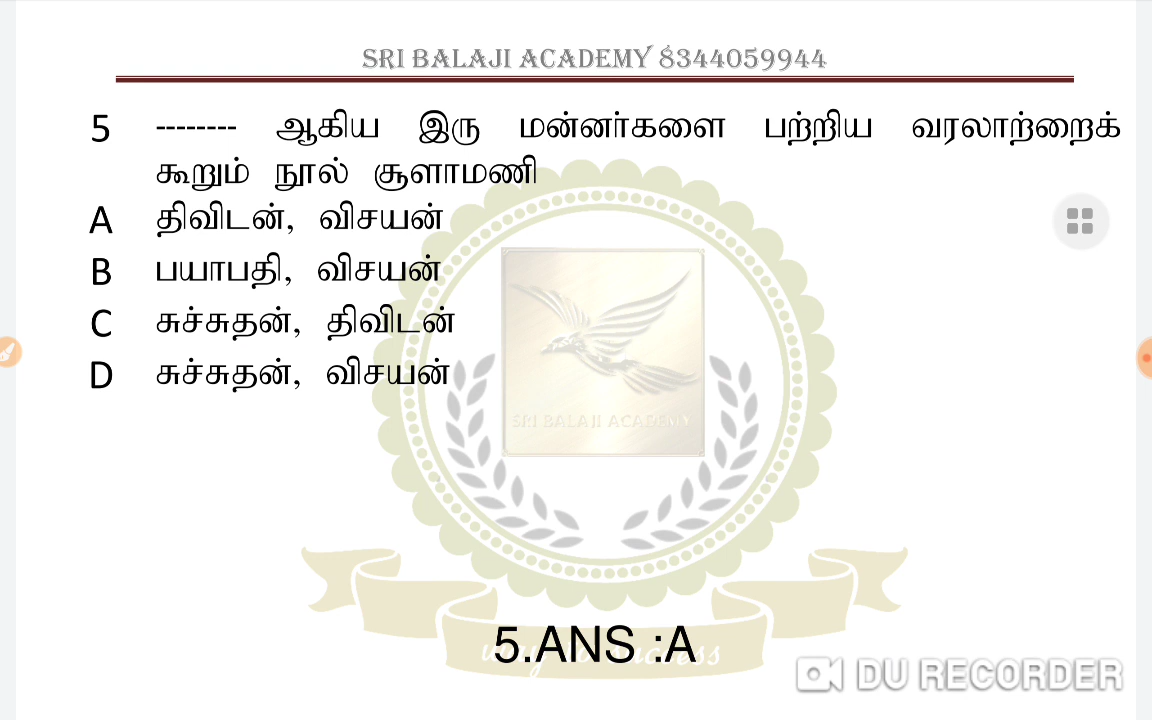 SRI BALAJI ACADEMY 8344059944
5 -------- ஆகிய இரு மன்னர்களை பற்றிய வரலாற்றைக்
கூறும் நூல் சூளாமணி
A திவிடன், விசயன்
B பயாபதி, விசயன்
C சுச்சுதன், திவிடன்
D சுச்சுதன், விசயன்
SRI BALAJI ACADEMY
5.ANS :A
DU RECORDER